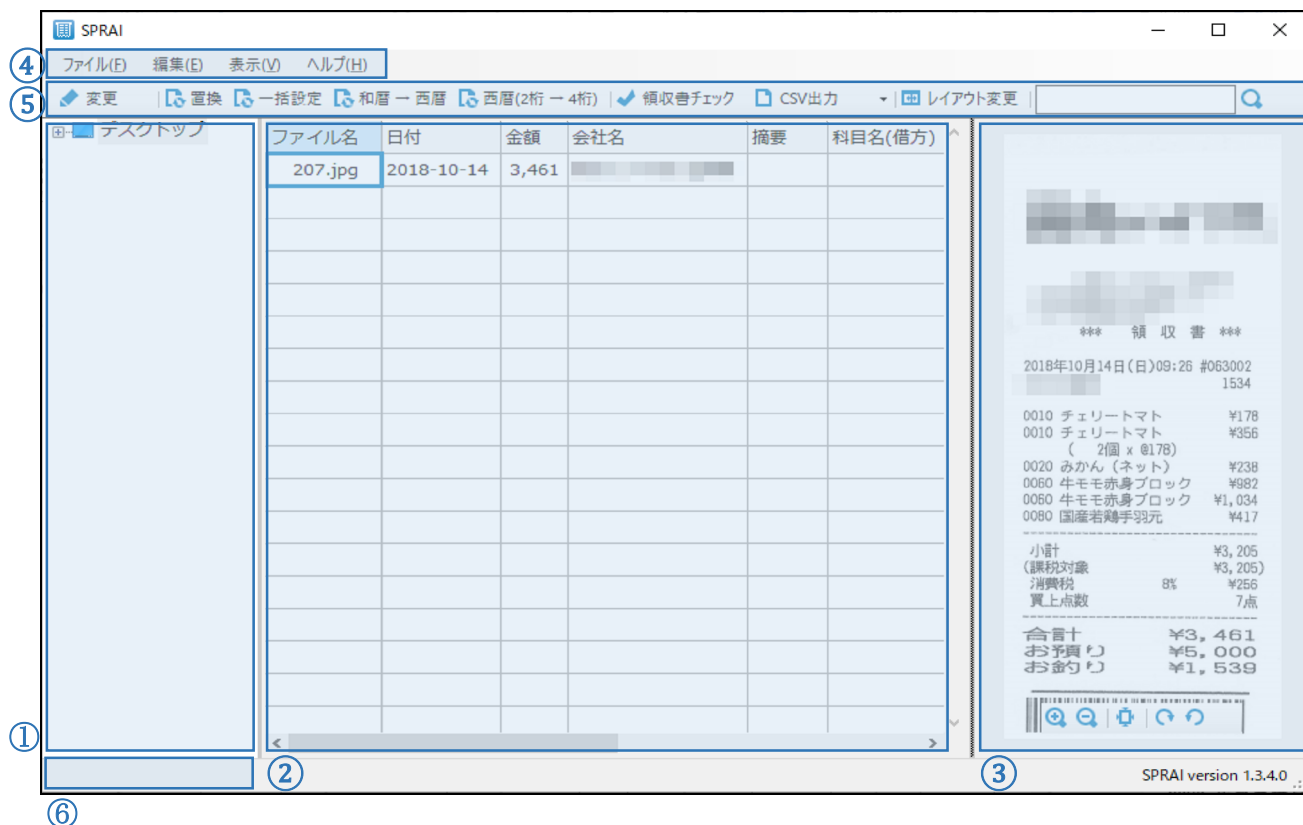 SPRAI
④ ファイル(F) 編集(E) 表示(V) ヘルプ(H)
⑤ 変更 置換 一括設定 和暦 → 西暦 西暦(2桁 → 4桁) 領収書チェック CSV出力 レイアウト変更
デスクトップ
ファイル名 日付 金額 会社名 摘要 科目名(借方)
207.jpg 2018-10-14 3,461
*** 領 収 書 ***
2018年10月14日(日)09:26 #063002
1534
0010 チェリートマト ¥178
0010 チェリートマト ¥356
( 2個 x @178)
0020 みかん (ネット) ¥238
0060 牛モモ赤身ブロック ¥982
0060 牛モモ赤身ブロック ¥1,034
0080 国産若鶏手羽元 ¥417
小計 ¥3,205
(課税対象 ¥3,205)
消費税 8% ¥256
買上点数 7点
合計 ¥3,461
お預り ¥5,000
お釣り ¥1,539
①
② ③ SPRAI version 1.3.4.0
⑥